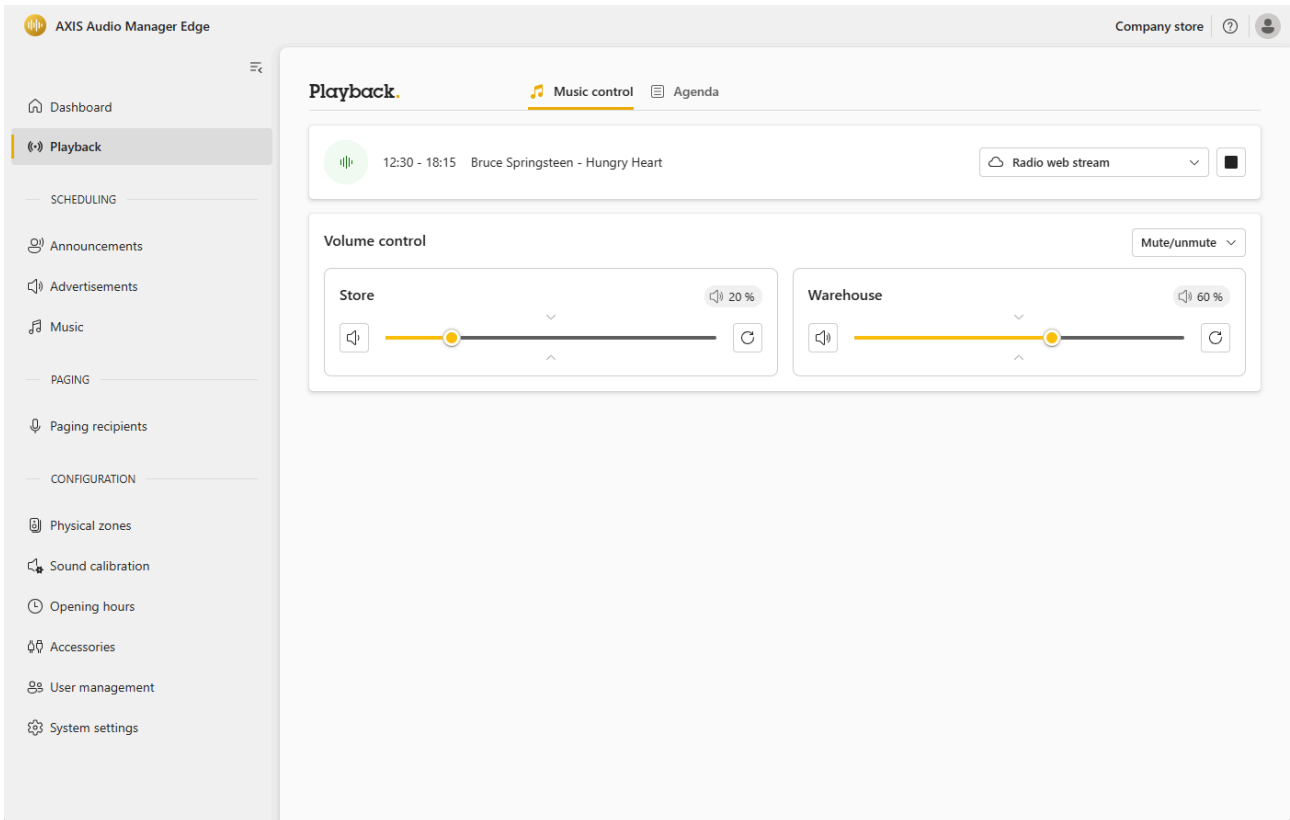 AXIS Audio Manager Edge
Company store
Dashboard
Playback
SCHEDULING
Announcements
Advertisements
Music
PAGING
Paging recipients
CONFIGURATION
Physical zones
Sound calibration
Opening hours
Accessories
User management
System settings
Playback.
Music control
Agenda
12:30 - 18:15 Bruce Springsteen - Hungry Heart
Radio web stream
Volume control
Mute/unmute
Store
20 %
Warehouse
60 %